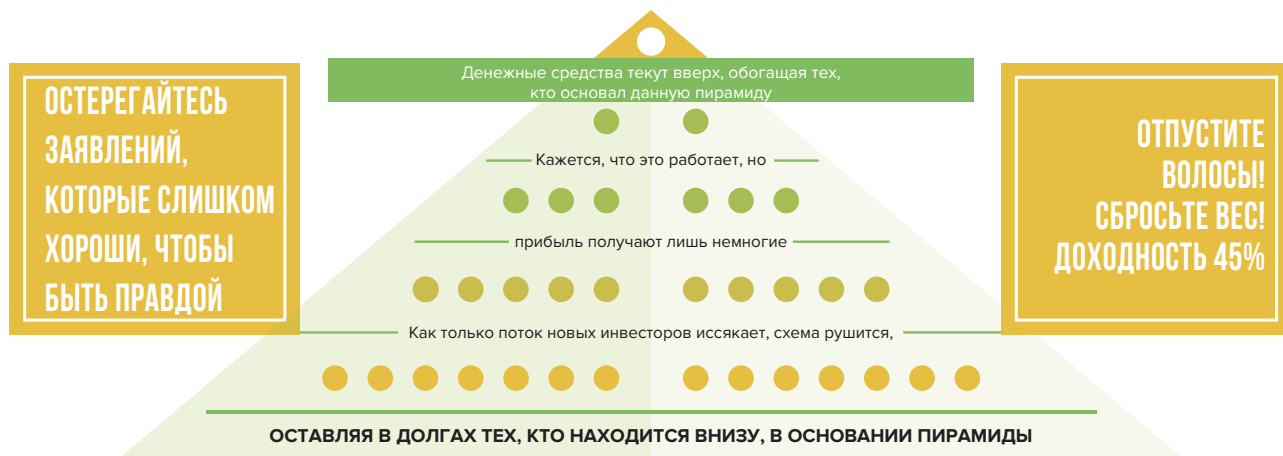 ОСТЕРЕГАЙТЕСЬ
ЗАЯВЛЕНИЙ,
КОТОРЫЕ СЛИШКОМ
ХОРОШИ, ЧТОБЫ
БЫТЬ ПРАВДОЙ
Денежные средства текут вверх, обогащая тех,
кто основал данную пирамиду
Кажется, что это работает, но
прибыль получают лишь немногие
Как только поток новых инвесторов иссякает, схема рушится,
ОСТАВЛЯЯ В ДОЛГАХ ТЕХ, КТО НАХОДИТСЯ ВНИЗУ, В ОСНОВАНИИ ПИРАМИДЫ
ОТПУСТИТЕ
ВОЛОСЫ!
СБРОСЬТЕ ВЕС!
ДОХОДНОСТЬ 45%